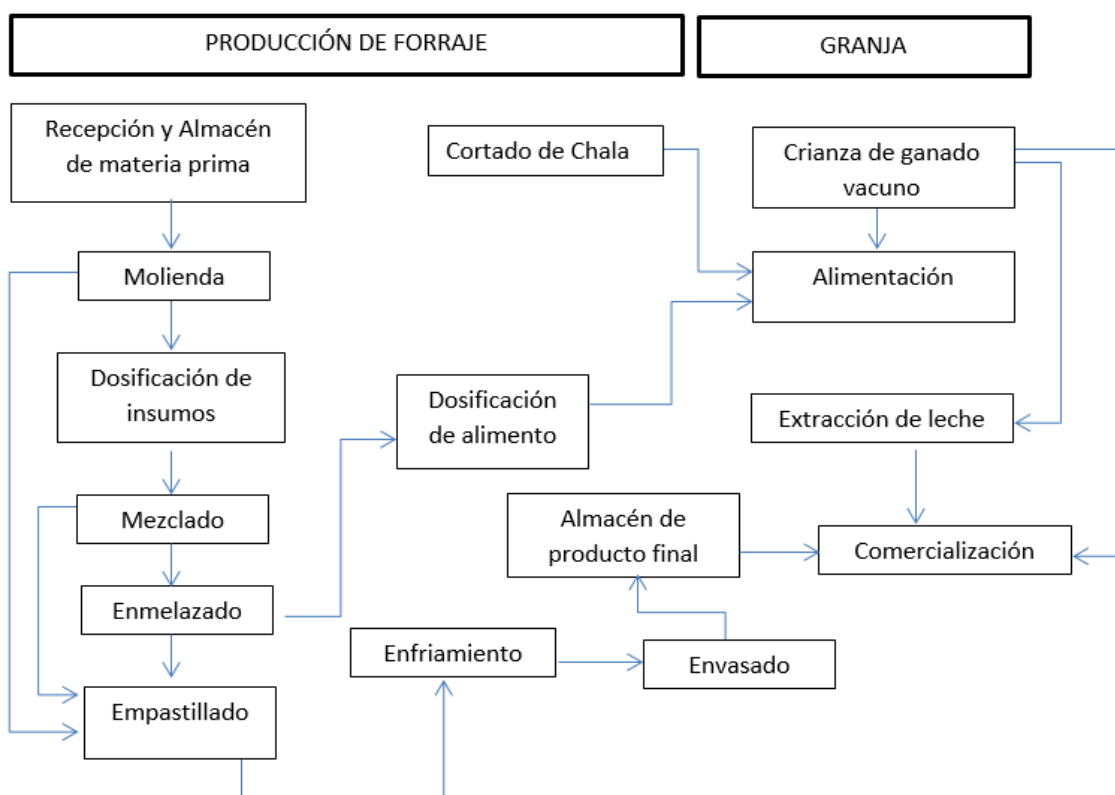 PRODUCCIÓN DE FORRAJE
GRANJA
Recepción y Almacén
de materia prima
Cortado de Chala
Crianza de ganado
vacuno
Molienda
Alimentación
Dosificación de
insumos
Dosificación
de alimento
Extracción de leche
Mezclado
Almacén de
producto final
Comercialización
Enmelazado
Enfriamiento
Envasado
Empastillado